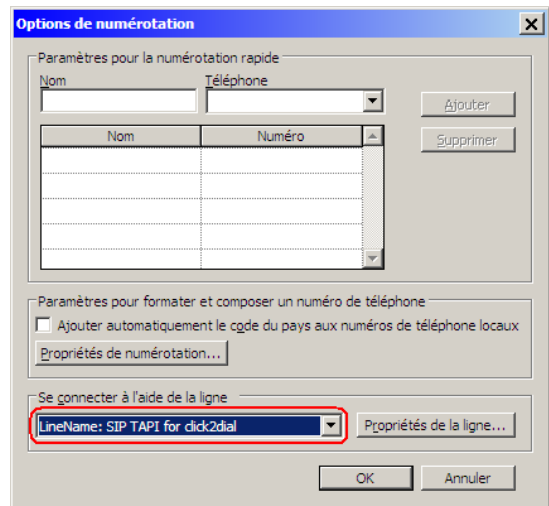 Options de numérotation
Paramètres pour la numérotation rapide
Nom Téléphone
Ajouter
Nom Numéro
Supprimer
Paramètres pour formater et composer un numéro de téléphone
Ajouter automatiquement le code du pays aux numéros de téléphone locaux
Propriétés de numérotation...
Se connecter à l'aide de la ligne
LineName: SIP TAPI for click2dial
Propriétés de la ligne...
OK Annuler